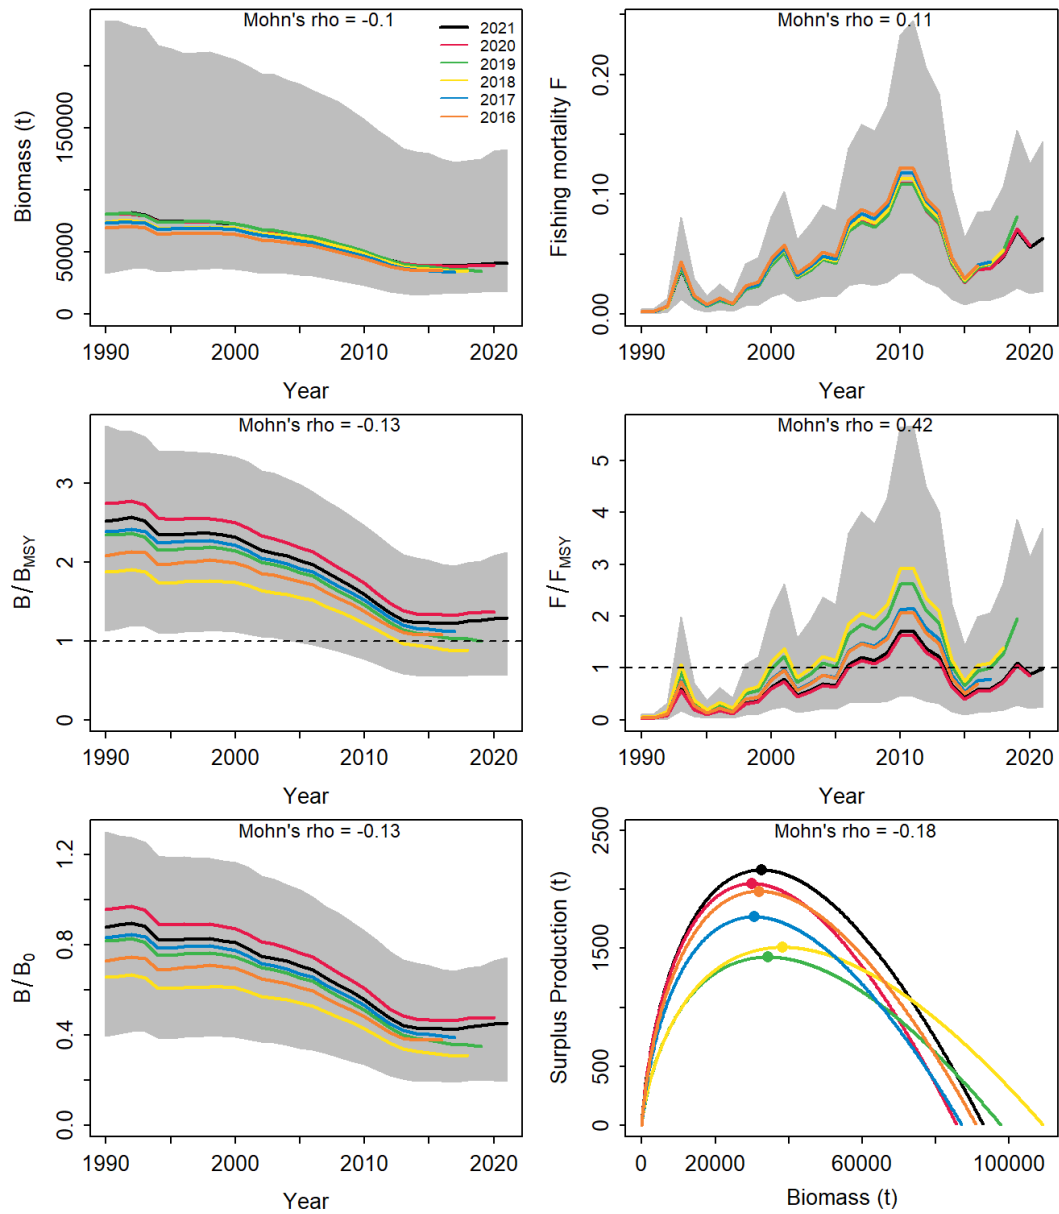 Mohn's rho = -0.1
2021
2020
2019
2018
2017
2016
Biomass (t)
0 50000 150000
1990 2000 2010 2020
Year
Mohn's rho = 0.11
Fishing mortality F
0.00 0.10 0.20
1990 2000 2010 2020
Year
Mohn's rho = -0.13
B/BMSY
0 1 2 3
1990 2000 2010 2020
Year
Mohn's rho = 0.42
F/FMSY
0 1 2 3 4 5
1990 2000 2010 2020
Year
Mohn's rho = -0.13
B/B0
0.0 0.4 0.8 1.2
1990 2000 2010 2020
Year
Mohn's rho = -0.18
Surplus Production (t)
0 500 1500 2500
0 20000 60000 100000
Biomass (t)